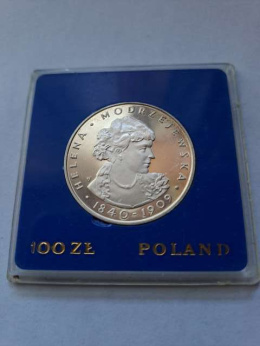 HELENA · MODRZEJEWSKA
· 1840-1909 ·
100 ZŁ POLAND